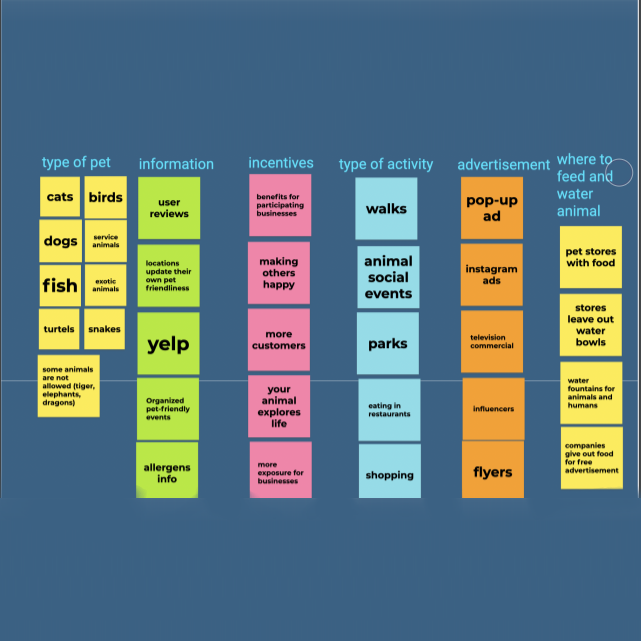 type of pet
cats
birds
dogs
service
animals
fish
exotic
animals
turtels
snakes
some animals
are not
allowed (tiger,
elephants,
dragons)
information
user
reviews
locations
update their
own pet
friendliness
yelp
Organized
pet-friendly
events
allergens
info
incentives
benefits for
participating
businesses
making
others
happy
more
customers
your
animal
explores
life
more
exposure for
businesses
type of activity
walks
animal
social
events
parks
eating in
restaurants
shopping
advertisement
pop-up
ad
instagram
ads
television
commercial
influencers
flyers
where to
feed and
water
animal
pet stores
with food
stores
leave out
water
bowls
water
fountains for
animals and
humans
companies
give out food
for free
advertisement